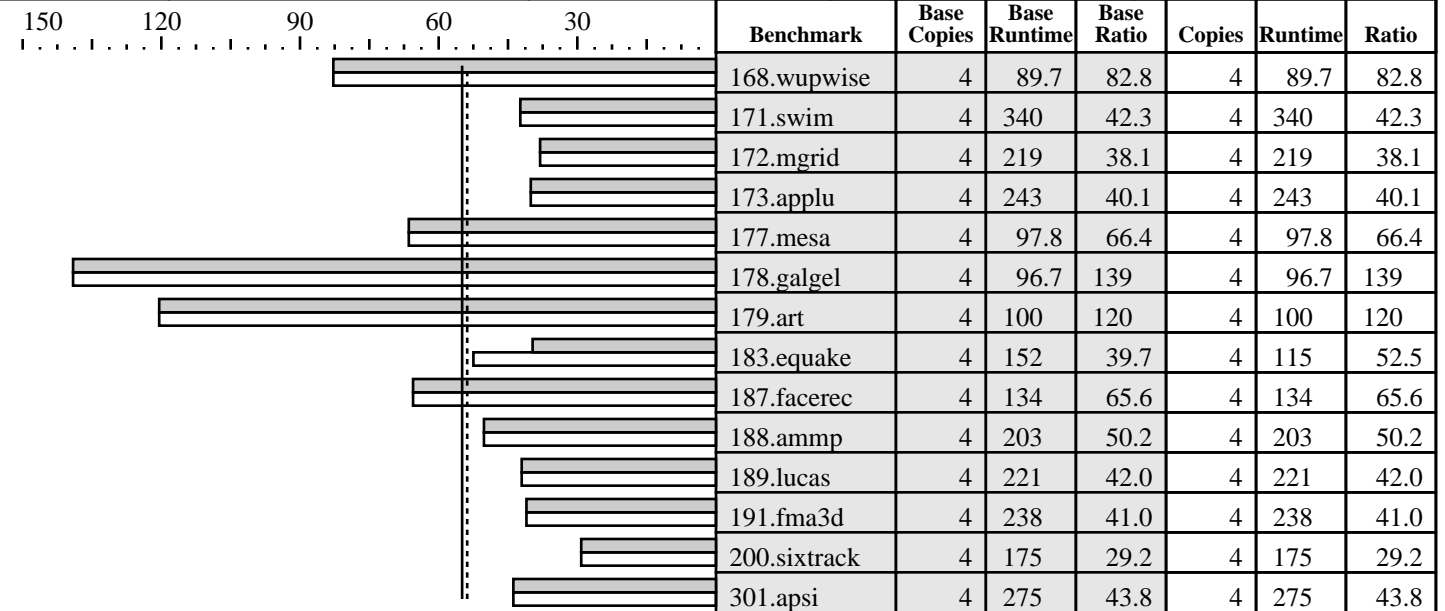 150 120 90 60 30
Benchmark Base Copies Base Runtime Base Ratio Copies Runtime Ratio
168.wupwise 4 89.7 82.8 4 89.7 82.8
171.swim 4 340 42.3 4 340 42.3
172.mgrid 4 219 38.1 4 219 38.1
173.applu 4 243 40.1 4 243 40.1
177.mesa 4 97.8 66.4 4 97.8 66.4
178.galgel 4 96.7 139 4 96.7 139
179.art 4 100 120 4 100 120
183.equake 4 152 39.7 4 115 52.5
187.facerec 4 134 65.6 4 134 65.6
188.ammp 4 203 50.2 4 203 50.2
189.lucas 4 221 42.0 4 221 42.0
191.fma3d 4 238 41.0 4 238 41.0
200.sixtrack 4 175 29.2 4 175 29.2
301.apsi 4 275 43.8 4 275 43.8